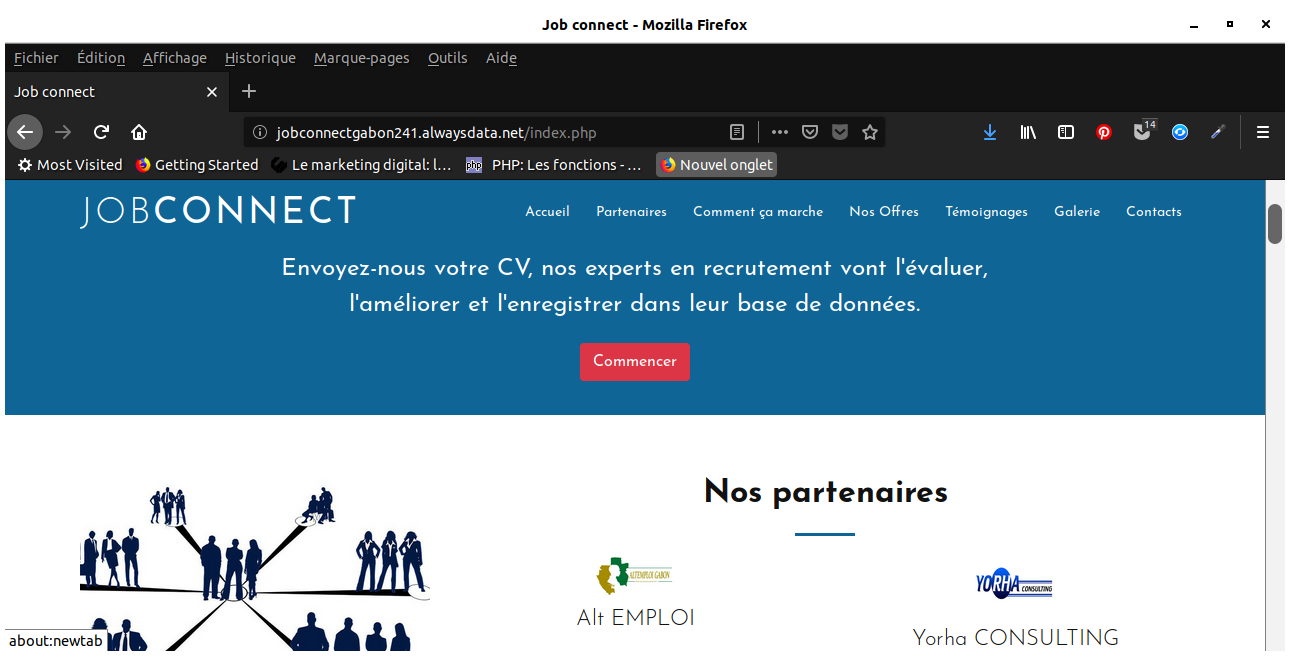 Job connect - Mozilla Firefox
Fichier Édition Affichage Historique Marque-pages Outils Aide
Job connect
jobconnectgabon241.alwaysdata.net/index.php
14
Most Visited Getting Started Le marketing digital: l… php PHP: Les fonctions - … Nouvel onglet
JOBCONNECT Accueil Partenaires Comment ça marche Nos Offres Témoignages Galerie Contacts
Envoyez-nous votre CV, nos experts en recrutement vont l'évaluer,
l'améliorer et l'enregistrer dans leur base de données.
Commencer
Nos partenaires
ALTEMPLOI GABON
Alt EMPLOI
YORHA CONSULTING
Yorha CONSULTING
about:newtab